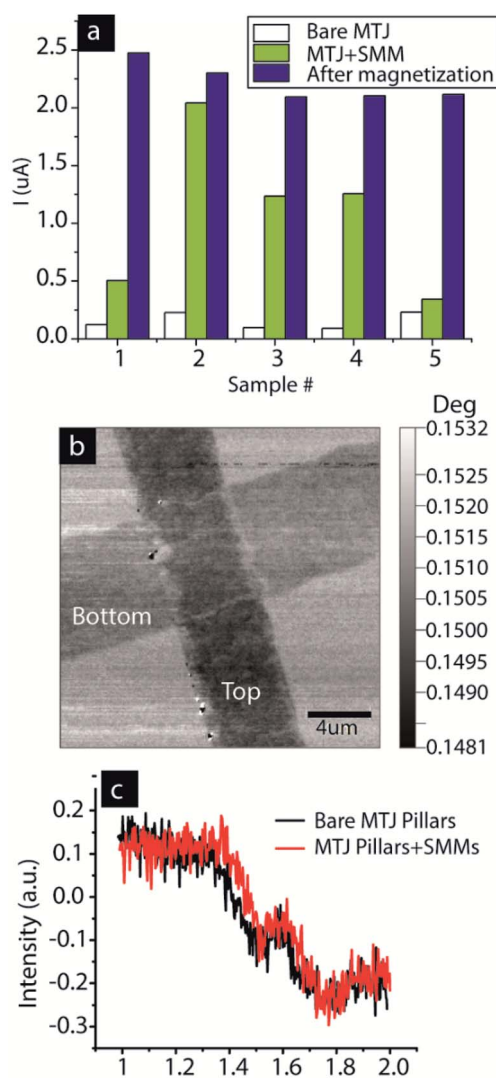 a
Bare MTJ
MTJ+SMM
After magnetization
2.5
2.0
1.5
1.0
0.5
0.0
I (uA)
1 2 3 4 5
Sample #
b
Deg
0.1532
0.1525
0.1520
0.1510
0.1505
0.1500
0.1495
0.1490
0.1481
Bottom
Top
4um
c
Bare MTJ Pillars
MTJ Pillars+SMMs
0.2
0.1
0.0
-0.1
-0.2
-0.3
Intensity (a.u.)
1 1.2 1.4 1.6 1.8 2.0